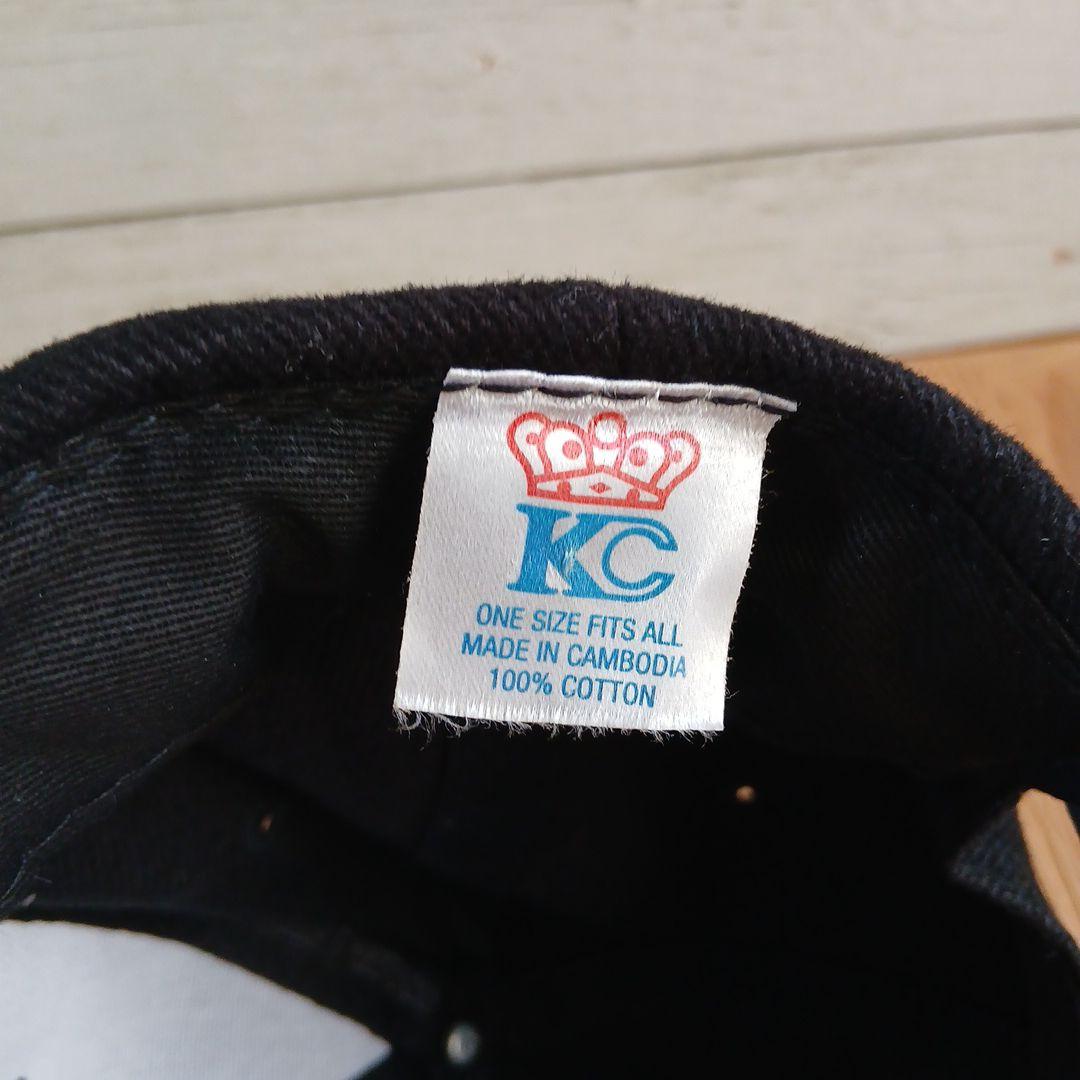 KC
ONE SIZE FITS ALL
MADE IN CAMBODIA
100% COTTON